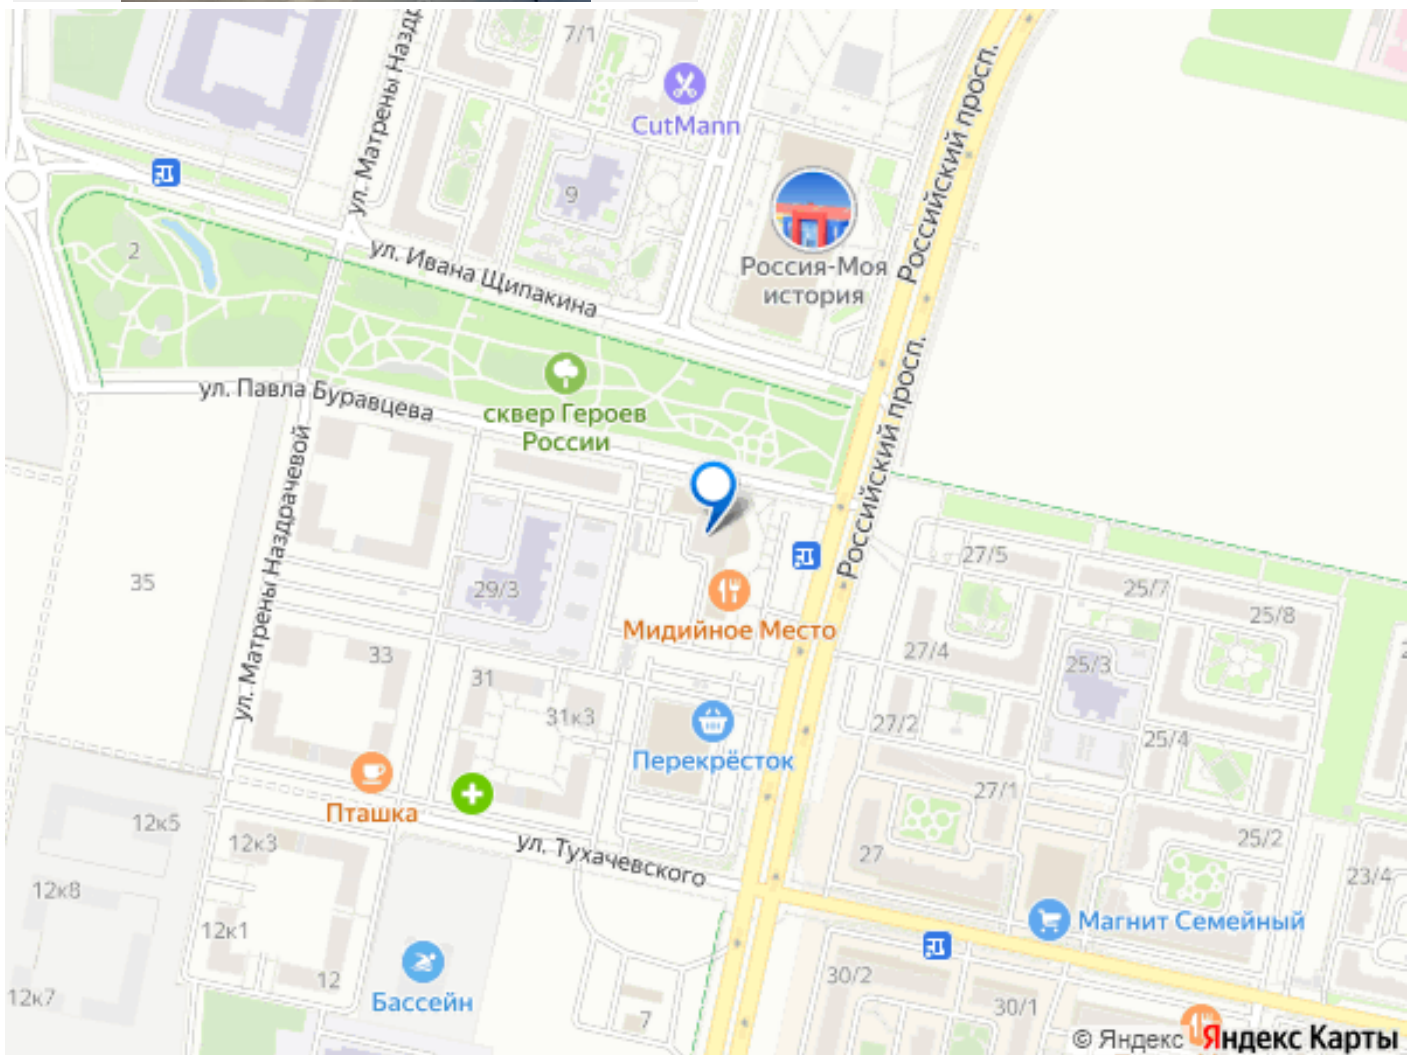 7/1
ул. Матрены Наздр
CutMann
Российский просп.
9
2
ул. Ивана Щипакина
Россия-Моя
история
ул. Павла Буравцева
сквер Героев
России
Российский просп.
ул. Матрены Наздрачевой
35
29/3
27/5
25/7
25/8
Мидийное Место
33
31
27/4
25/3
31к3
27/2
25/4
Перекрёсток
Пташка
27/1
12к5
12к3
ул. Тухачевского
27
25/2
23/4
12к8
12к1
Магнит Семейный
12
Бассейн
30/2
12к7
7
30/1
© Яндекс Яндекс Карты